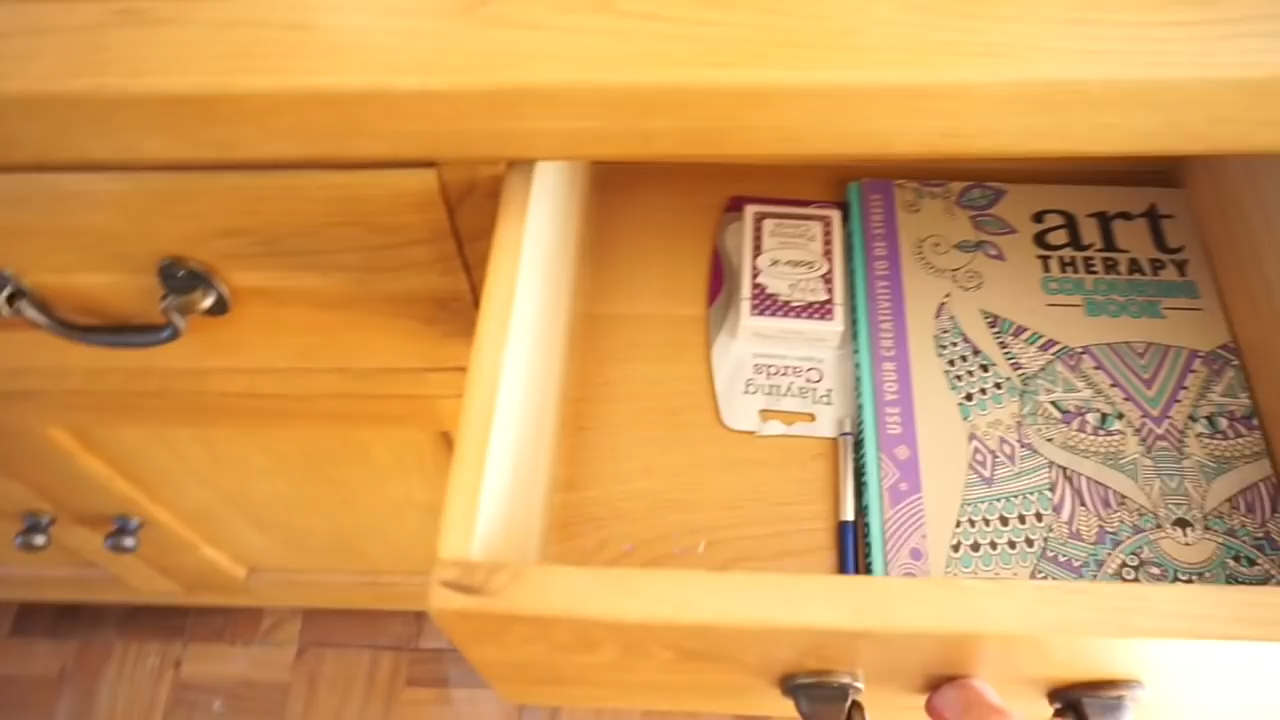 art
THERAPY
COLOURING
BOOK
USE YOUR CREATIVITY TO DE-STRESS
Playing
Cards